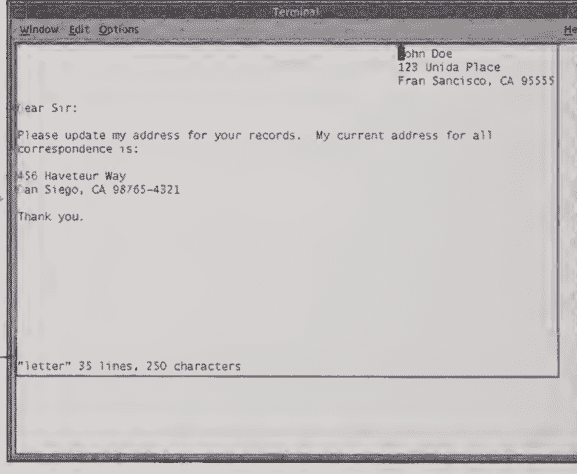 Terminal
Window Edit Options He
John Doe
123 Unida Place
Fran Sancisco, CA 95555
Dear Sir:
Please update my address for your records. My current address for all
correspondence is:
456 Haveteur Way
San Siego, CA 98765-4321
Thank you.
"letter" 35 lines, 250 characters